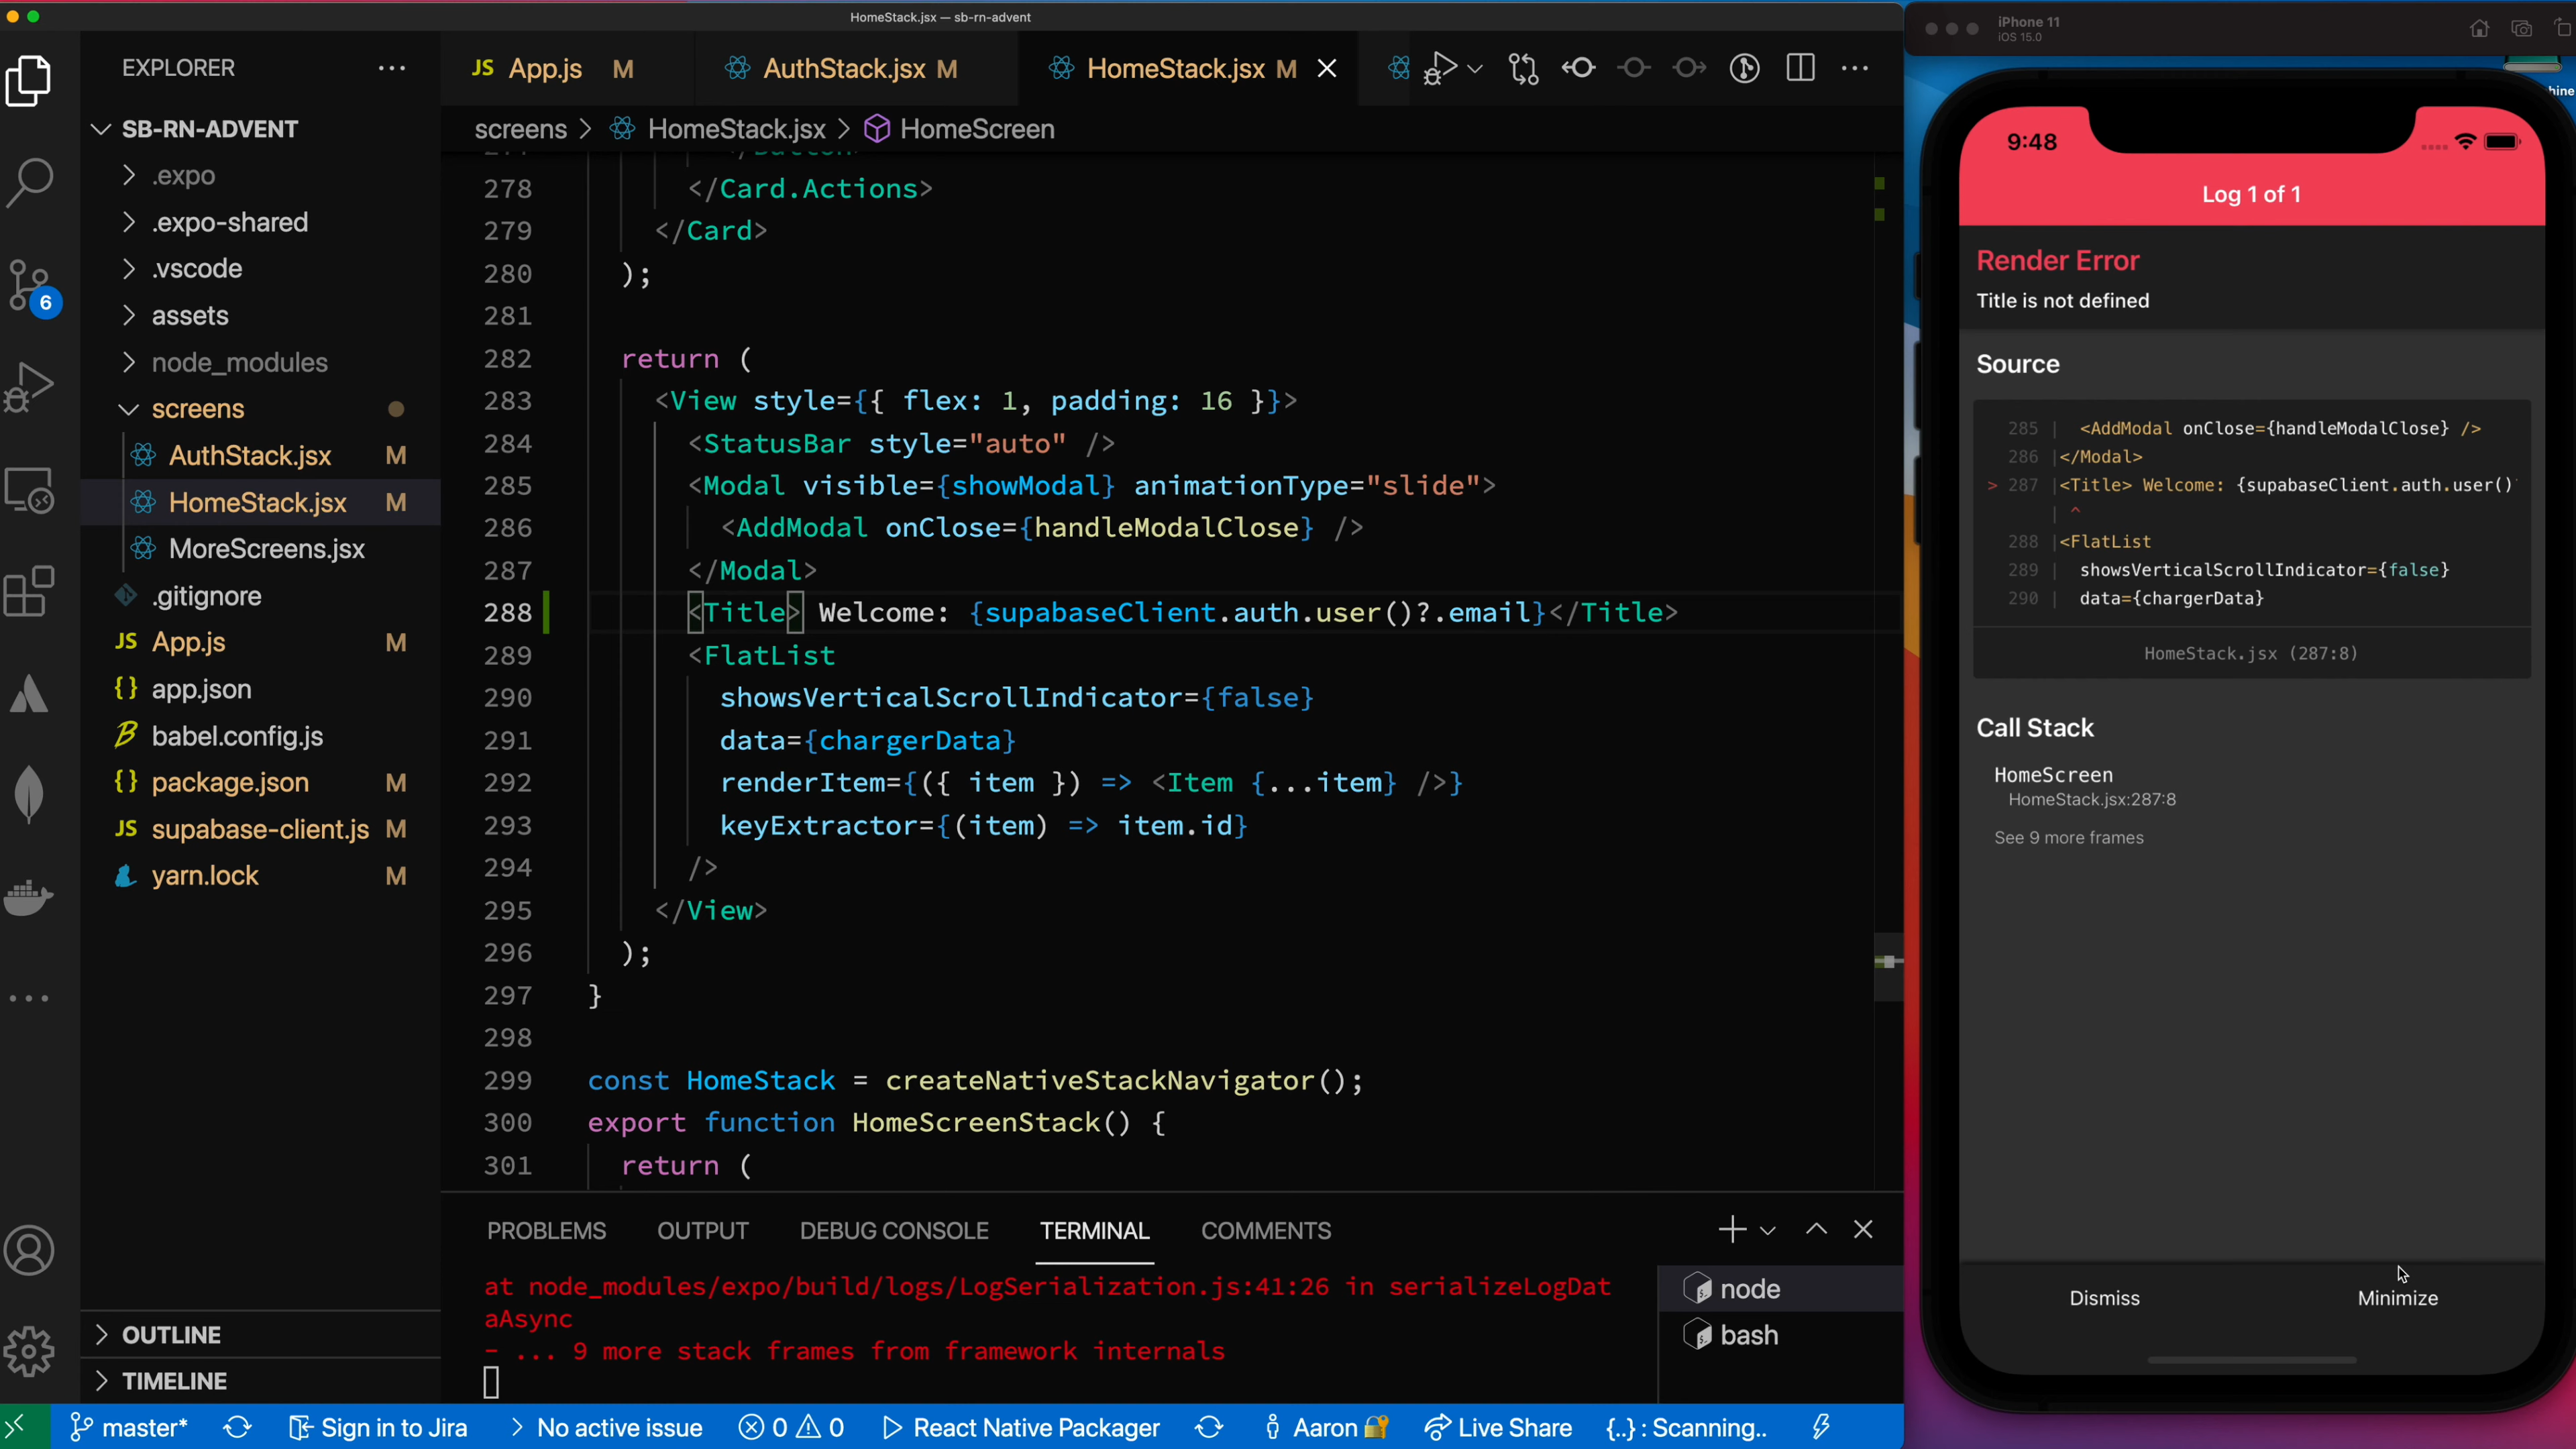 HomeStack.jsx — sb-rn-advent
EXPLORER
SB-RN-ADVENT
.expo
.expo-shared
.vscode
assets
node_modules
screens
AuthStack.jsx M
HomeStack.jsx M
MoreScreens.jsx
.gitignore
JS App.js M
{} app.json
babel.config.js
{} package.json M
JS supabase-client.js M
yarn.lock M
OUTLINE
TIMELINE
6
JS App.js M
AuthStack.jsx M
HomeStack.jsx M
screens > HomeStack.jsx > HomeScreen
278 </Card.Actions>
279 </Card>
280 );
281
282 return (
283 <View style={{ flex: 1, padding: 16 }}>
284 <StatusBar style="auto" />
285 <Modal visible={showModal} animationType="slide">
286 <AddModal onClose={handleModalClose} />
287 </Modal>
288 <Title> Welcome: {supabaseClient.auth.user()?.email}</Title>
289 <FlatList
290 showsVerticalScrollIndicator={false}
291 data={chargerData}
292 renderItem={({ item }) => <Item {...item} />}
293 keyExtractor={(item) => item.id}
294 />
295 </View>
296 );
297 }
298
299 const HomeStack = createNativeStackNavigator();
300 export function HomeScreenStack() {
301 return (
PROBLEMS OUTPUT DEBUG CONSOLE TERMINAL COMMENTS
at node_modules/expo/build/logs/LogSerialization.js:41:26 in serializeLogDat
aAsync
- ... 9 more stack frames from framework internals
node
bash
master* Sign in to Jira No active issue 0 0 React Native Packager Aaron Live Share {..} : Scanning..
iPhone 11
iOS 15.0
hine
9:48
Log 1 of 1
Render Error
Title is not defined
Source
285 | <AddModal onClose={handleModalClose} />
286 |</Modal>
> 287 |<Title> Welcome: {supabaseClient.auth.user()
| ^
288 |<FlatList
289 | showsVerticalScrollIndicator={false}
290 | data={chargerData}
HomeStack.jsx (287:8)
Call Stack
HomeScreen
HomeStack.jsx:287:8
See 9 more frames
Dismiss
Minimize